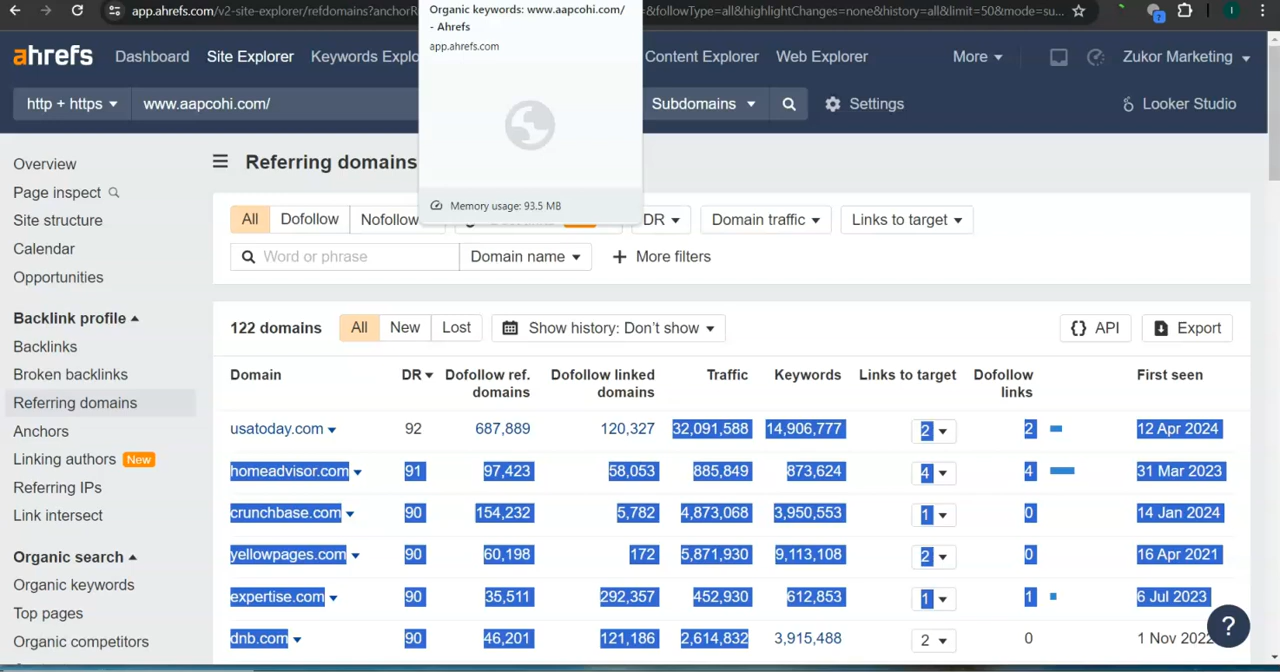 app.ahrefs.com/v2-site-explorer/refdomains?anchorR
&followType=all&highlightChanges=none&history=all&limit=50&mode=su...
Organic keywords: www.aapcohi.com/
- Ahrefs
app.ahrefs.com
Memory usage: 93.5 MB
ahrefs
Dashboard
Site Explorer
Keywords Explo
Content Explorer
Web Explorer
More
Zukor Marketing
http + https
www.aapcohi.com/
Subdomains
Settings
Looker Studio
Overview
Page inspect
Site structure
Calendar
Opportunities
Backlink profile
Backlinks
Broken backlinks
Referring domains
Anchors
Linking authors New
Referring IPs
Link intersect
Organic search
Organic keywords
Top pages
Organic competitors
Referring domains
All Dofollow Nofollow
DR
Domain traffic
Links to target
Word or phrase
Domain name
+ More filters
122 domains
All New Lost
Show history: Don't show
{} API
Export
Domain DR Dofollow ref. domains Dofollow linked domains Traffic Keywords Links to target Dofollow links First seen
usatoday.com 92 687,889 120,327 32,091,588 14,906,777 2 2 12 Apr 2024
homeadvisor.com 91 97,423 58,053 885,849 873,624 4 4 31 Mar 2023
crunchbase.com 90 154,232 5,782 4,873,068 3,950,553 1 0 14 Jan 2024
yellowpages.com 90 60,198 172 5,871,930 9,113,108 2 0 16 Apr 2021
expertise.com 90 35,511 292,357 452,930 612,853 1 1 6 Jul 2023
dnb.com 90 46,201 121,186 2,614,832 3,915,488 2 0 1 Nov 2022
?